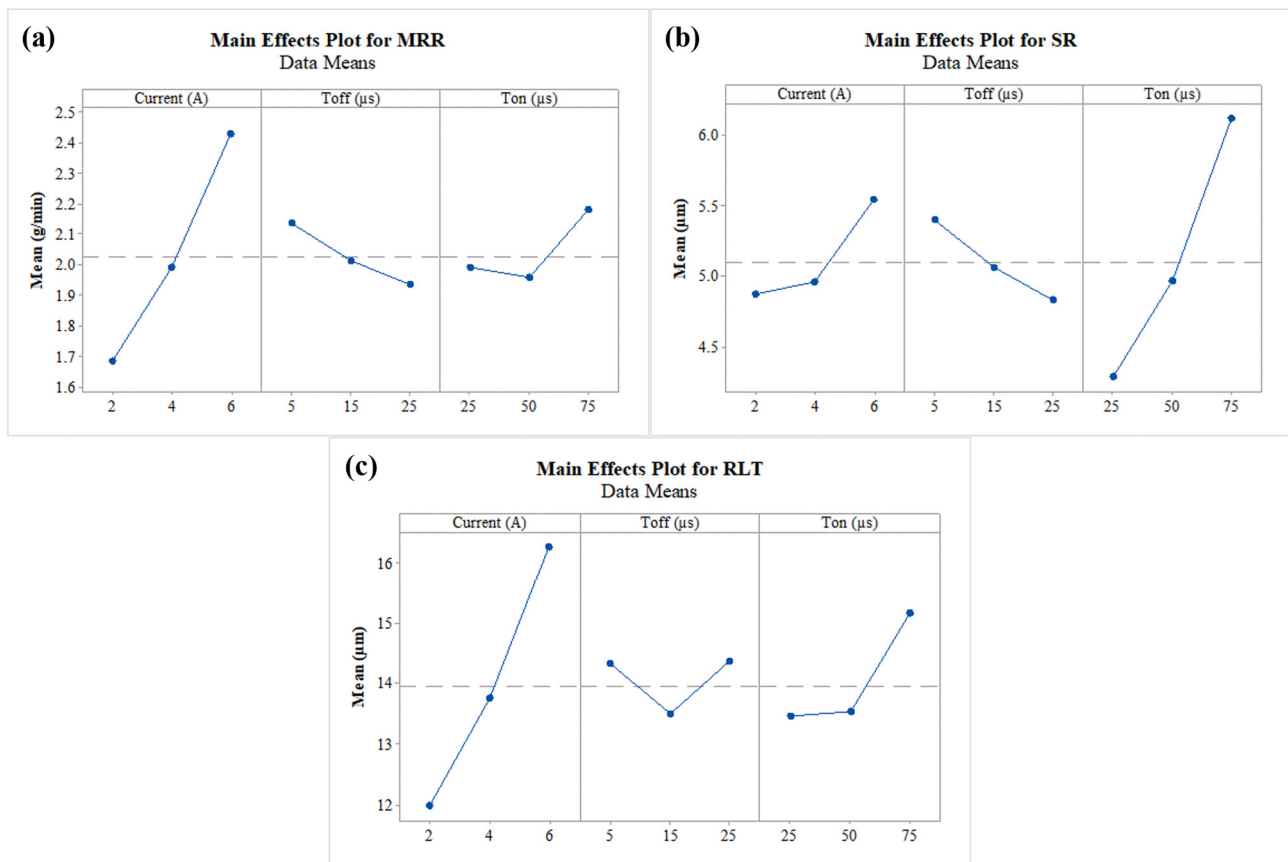 (a)
Main Effects Plot for MRR
Data Means
Current (A) Toff (µs) Ton (µs)
Mean (g/min)
2.5
2.4
2.3
2.2
2.1
2.0
1.9
1.8
1.7
1.6
2 4 6 5 15 25 25 50 75
(b)
Main Effects Plot for SR
Data Means
Current (A) Toff (µs) Ton (µs)
Mean (µm)
6.0
5.5
5.0
4.5
2 4 6 5 15 25 25 50 75
(c)
Main Effects Plot for RLT
Data Means
Current (A) Toff (µs) Ton (µs)
Mean (µm)
16
15
14
13
12
2 4 6 5 15 25 25 50 75